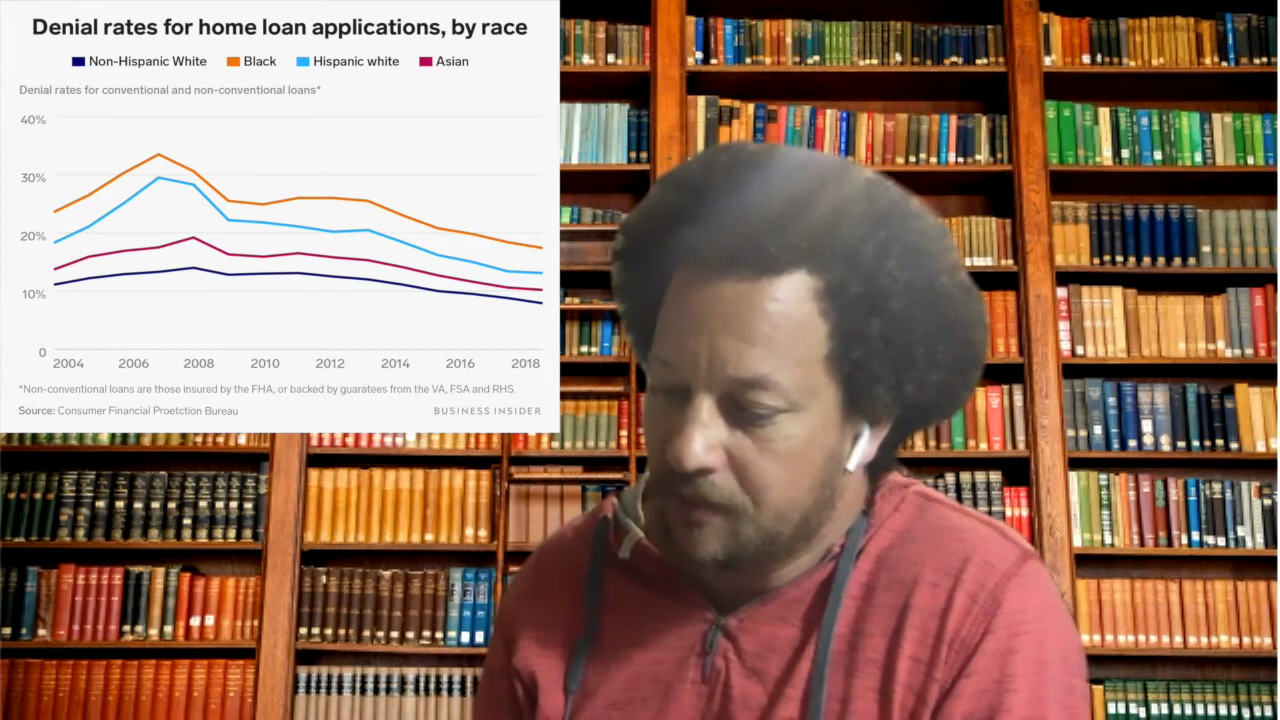 Denial rates for home loan applications, by race
Non-Hispanic White Black Hispanic white Asian
Denial rates for conventional and non-conventional loans*
40%
30%
20%
10%
0
2004 2006 2008 2010 2012 2014 2016 2018
*Non-conventional loans are those insured by the FHA, or backed by guaratees from the VA, FSA and RHS.
Source: Consumer Financial Proetction Bureau BUSINESS INSIDER